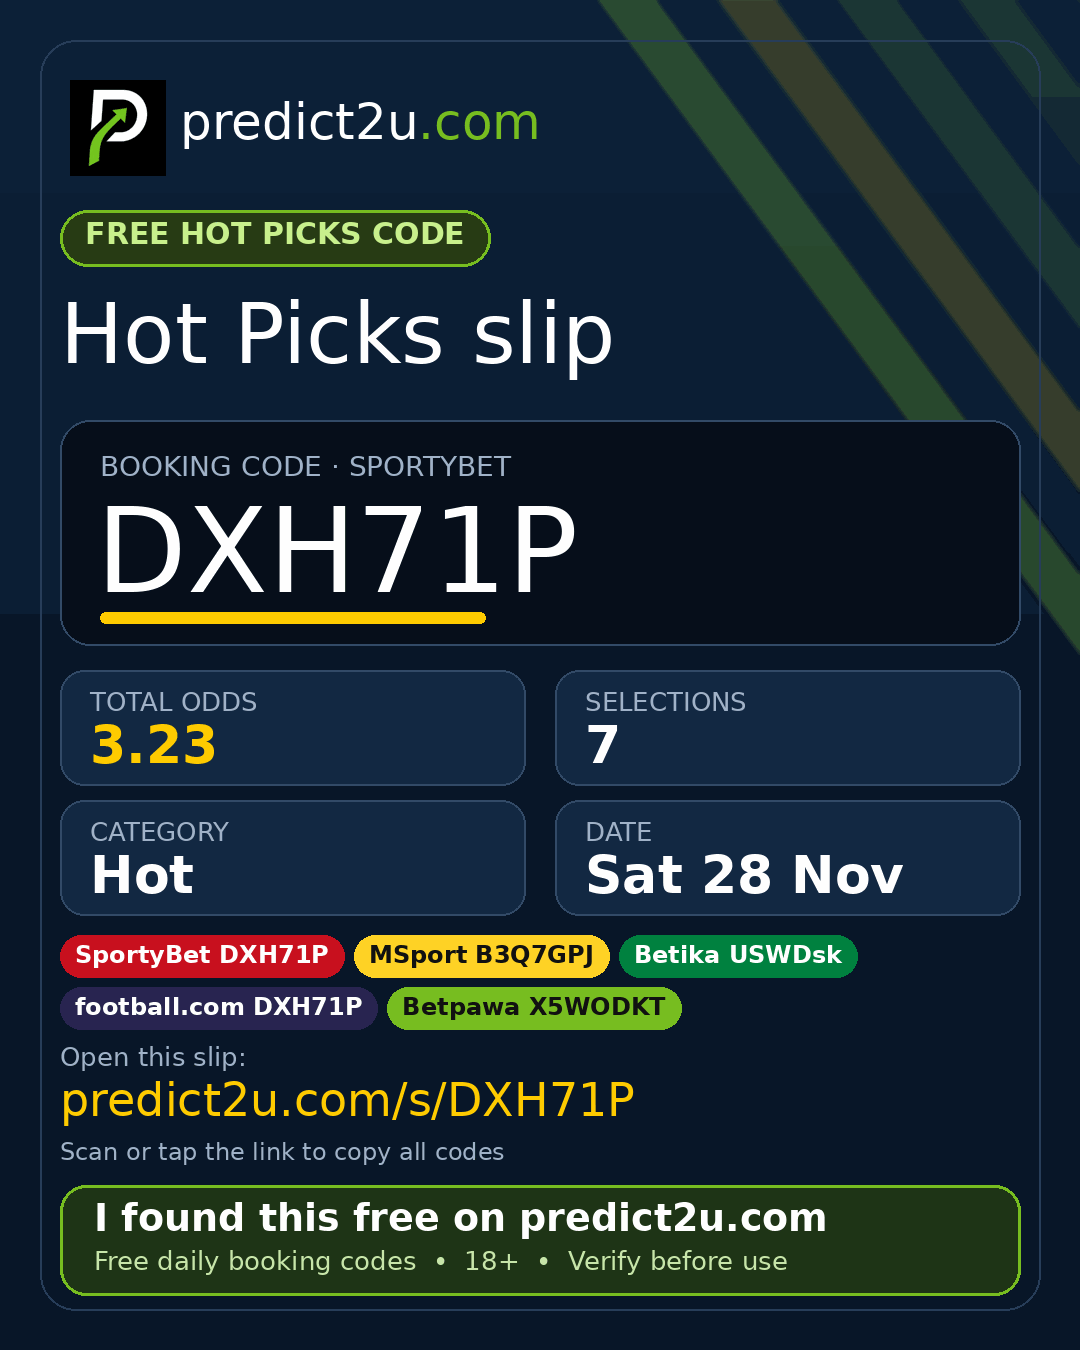 predict2u.com
FREE HOT PICKS CODE
Hot Picks slip
BOOKING CODE · SPORTYBET
DXH71P
TOTAL ODDS
3.23
SELECTIONS
7
CATEGORY
Hot
DATE
Sat 28 Nov
SportyBet DXH71P
MSport B3Q7GPJ
Betika USWDsk
football.com DXH71P
Betpawa X5WODKT
Open this slip:
predict2u.com/s/DXH71P
Scan or tap the link to copy all codes
I found this free on predict2u.com
Free daily booking codes • 18+ • Verify before use